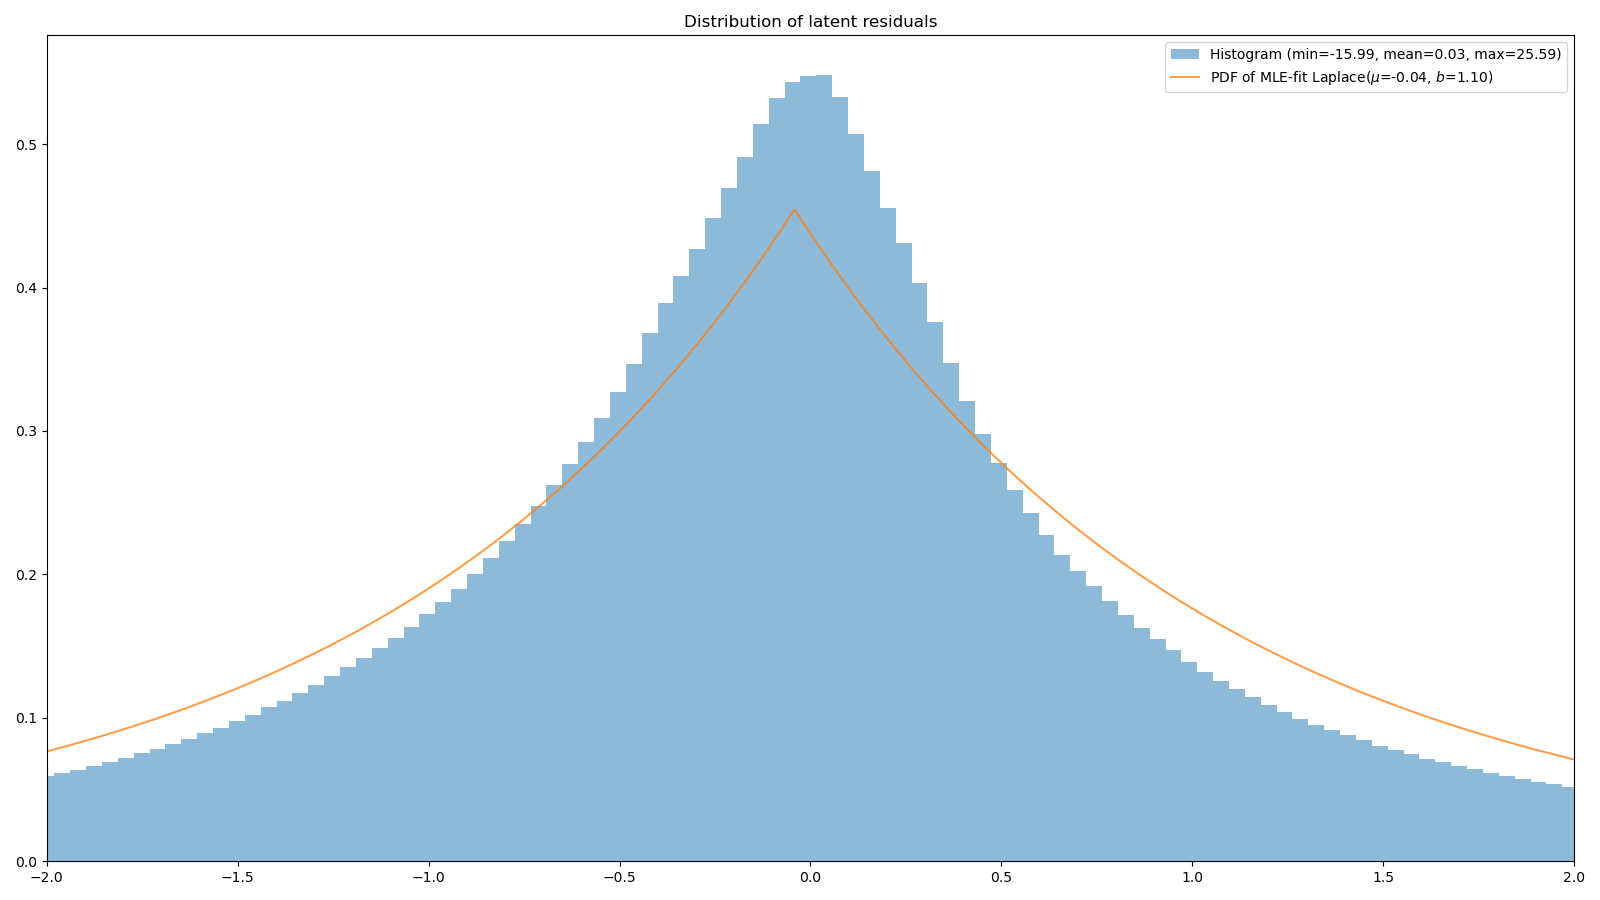 Distribution of latent residuals
Histogram (min=-15.99, mean=0.03, max=25.59)
PDF of MLE-fit Laplace(μ=-0.04, b=1.10)
0.5
0.4
0.3
0.2
0.1
0.0
−2.0 −1.5 −1.0 −0.5 0.0 0.5 1.0 1.5 2.0